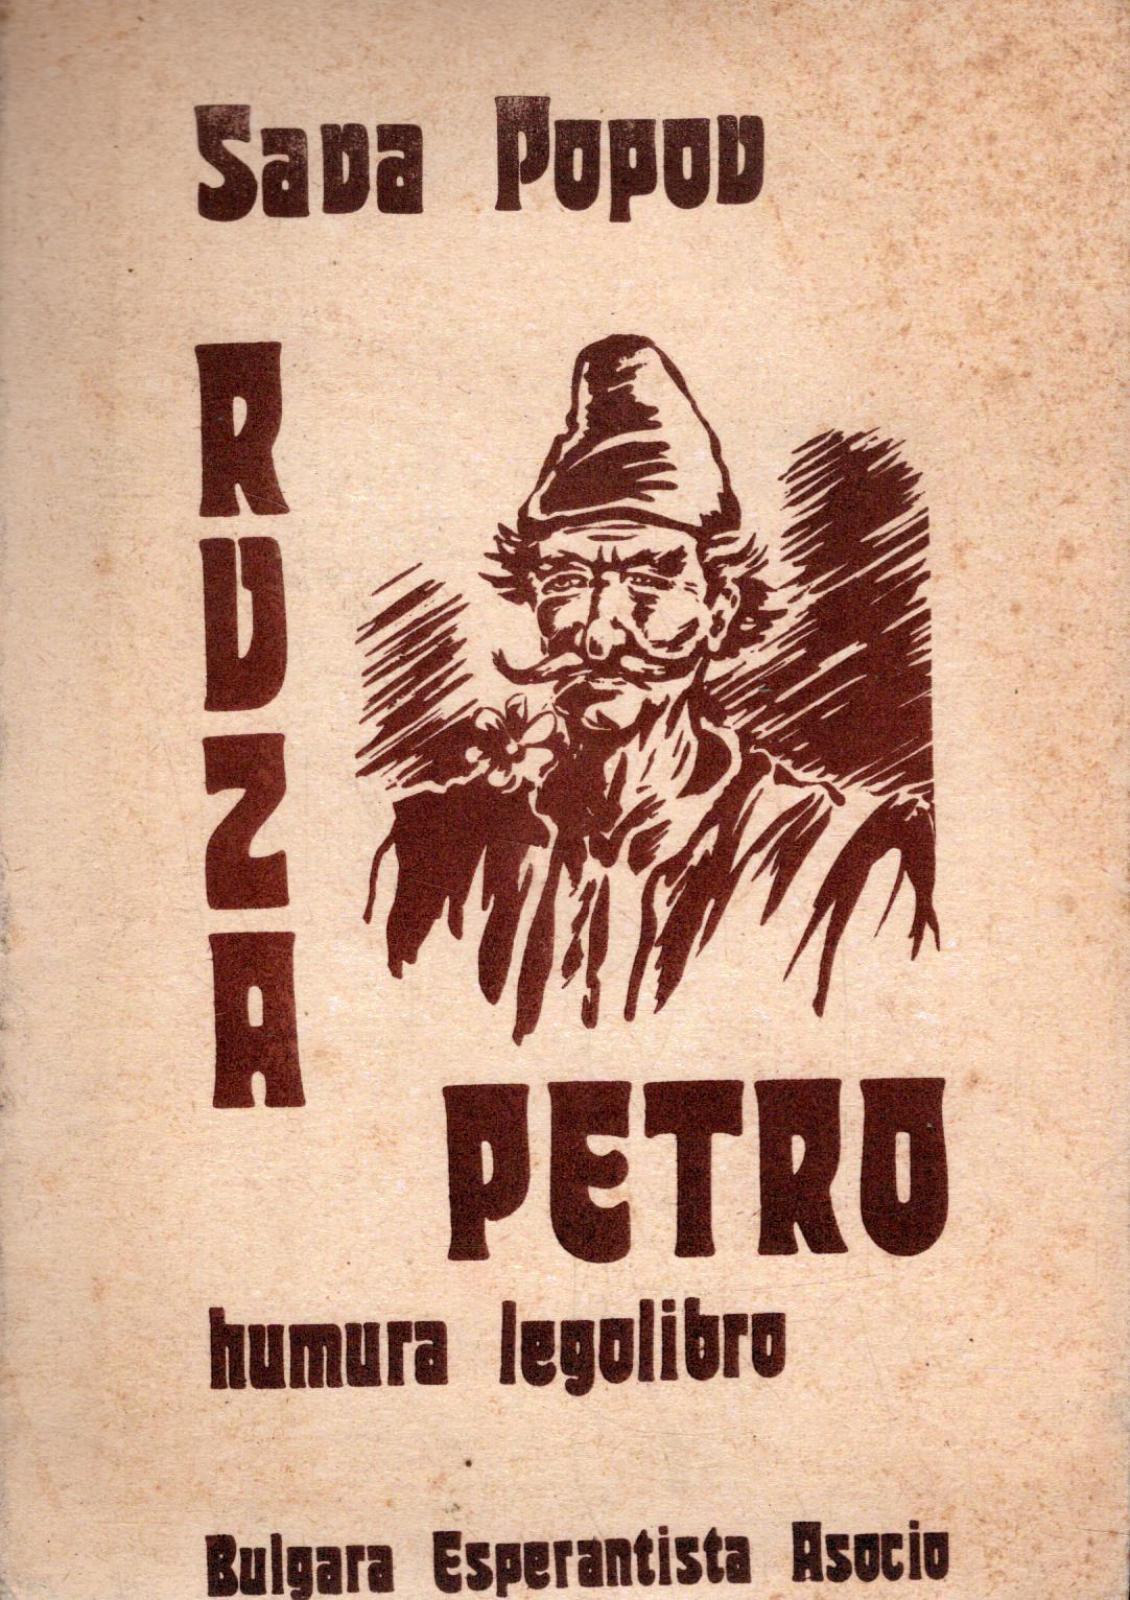 Sava Popov
RUZA
PETRO
humura legolibro
Bulgara Esperantista Asocio